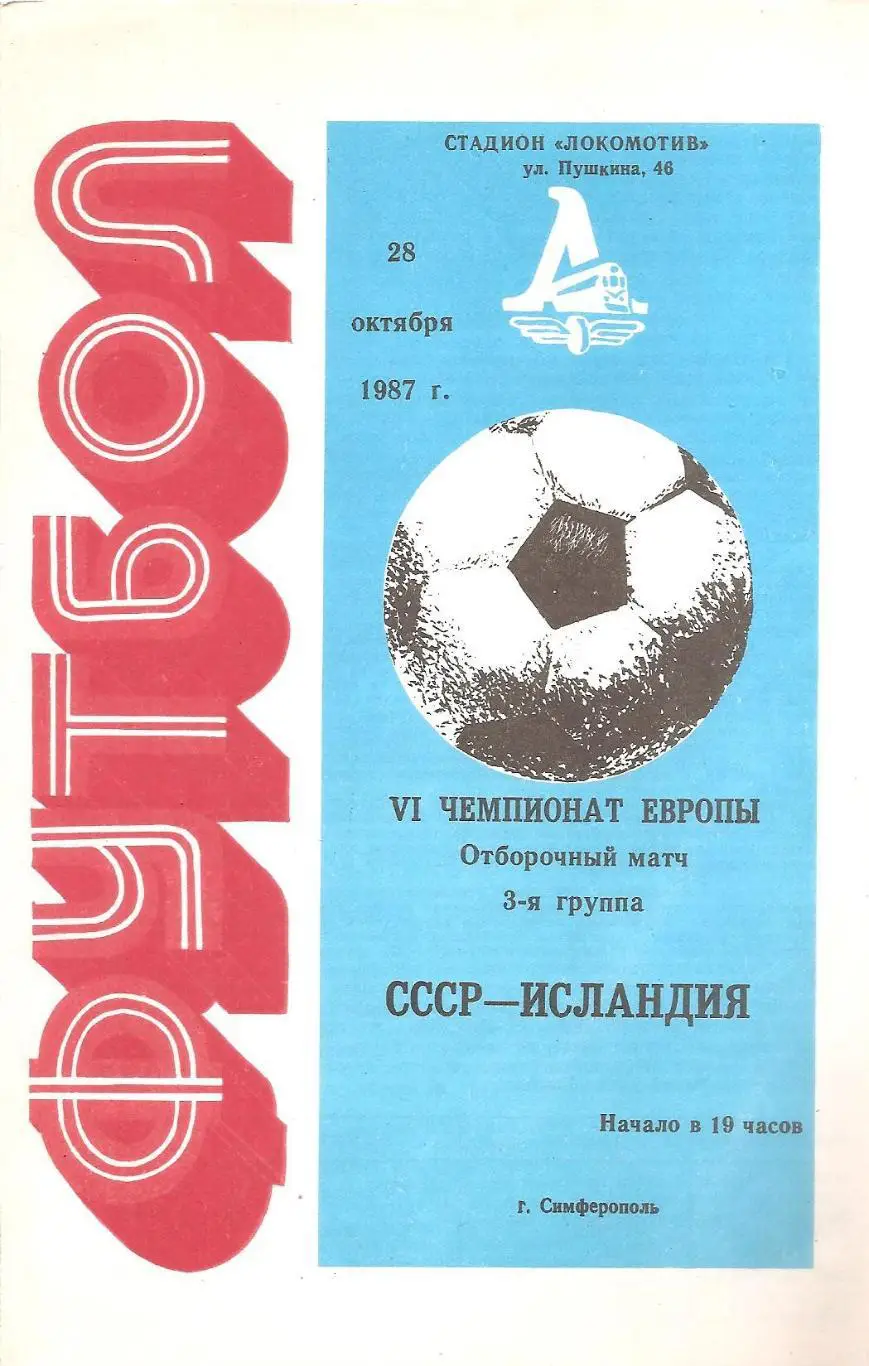 ФУТБОЛ
СТАДИОН «ЛОКОМОТИВ»
ул. Пушкина, 46
28
октября
1987 г.
VI ЧЕМПИОНАТ ЕВРОПЫ
Отборочный матч
3-я группа
СССР—ИСЛАНДИЯ
Начало в 19 часов
г. Симферополь